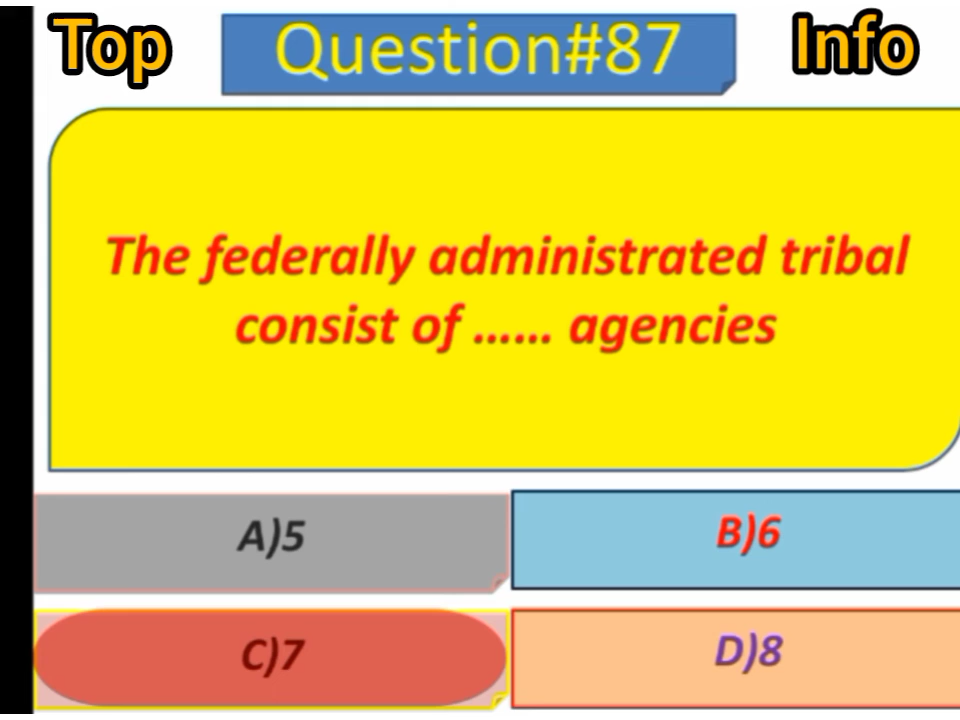 Top Question#87 Info
The federally administrated tribal
consist of ...... agencies
A)5 B)6
C)7 D)8